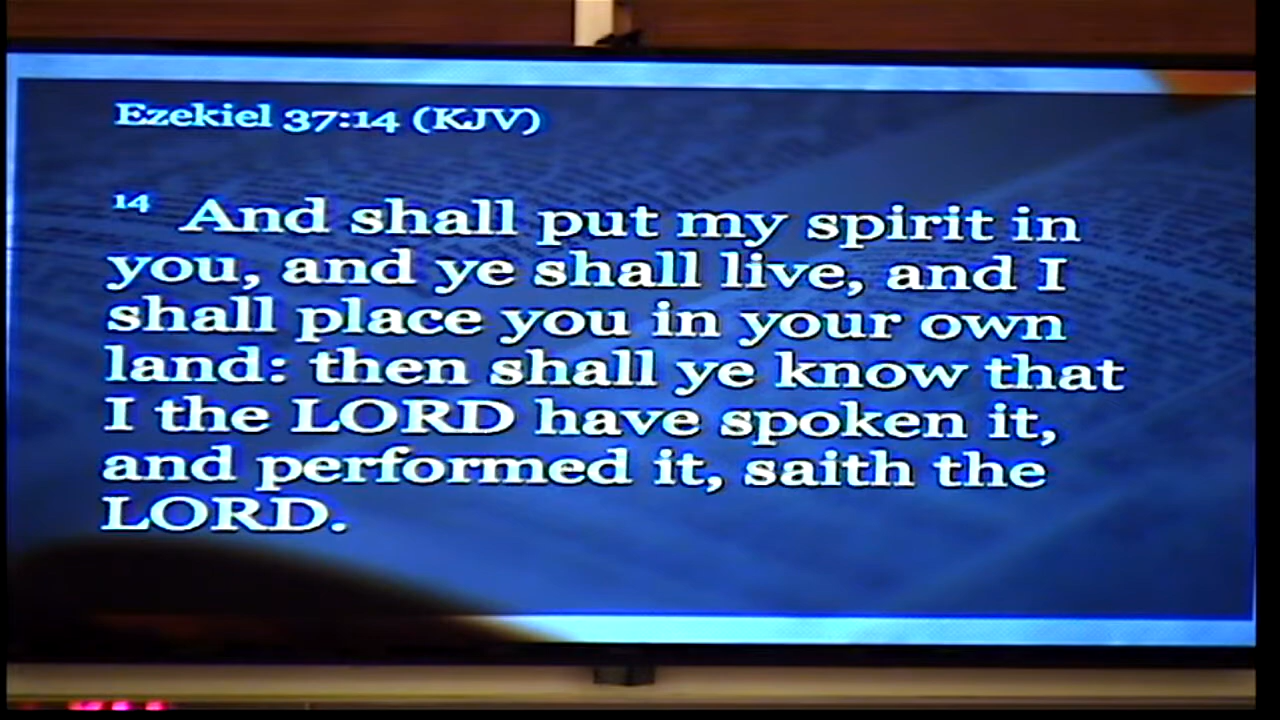 Ezekiel 37:14 (KJV)
14 And shall put my spirit in
you, and ye shall live, and I
shall place you in your own
land: then shall ye know that
I the LORD have spoken it,
and performed it, saith the
LORD.